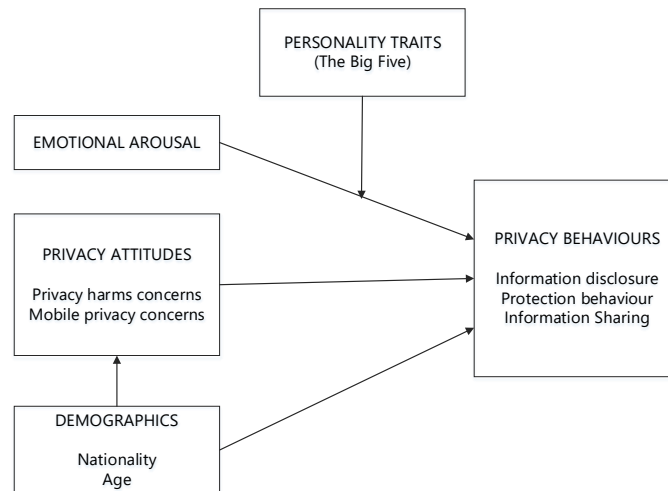 PERSONALITY TRAITS
(The Big Five)
EMOTIONAL AROUSAL
PRIVACY ATTITUDES
Privacy harms concerns
Mobile privacy concerns
PRIVACY BEHAVIOURS
Information disclosure
Protection behaviour
Information Sharing
DEMOGRAPHICS
Nationality
Age